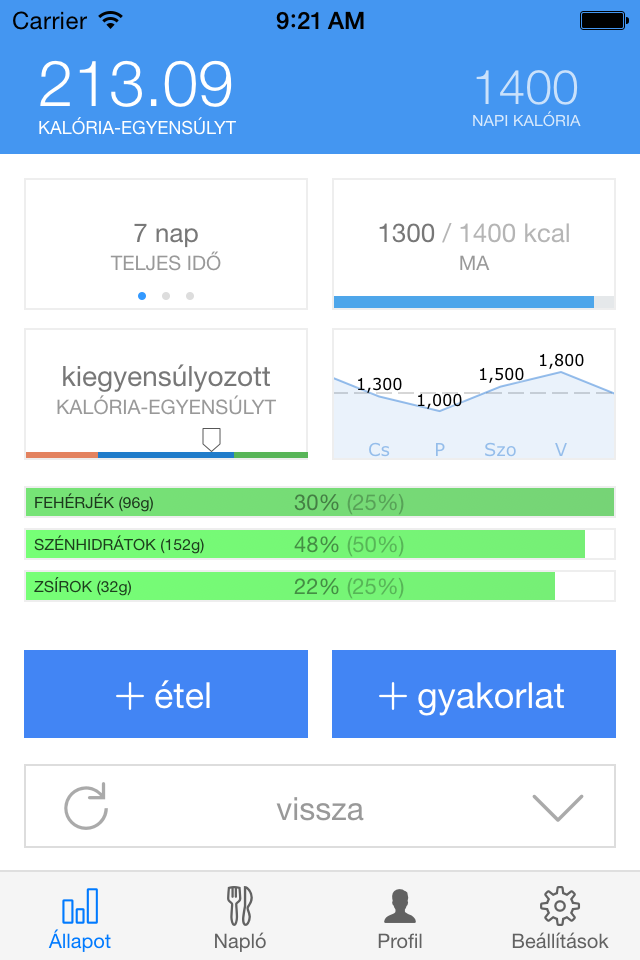 Carrier 9:21 AM
213.09 1400
KALÓRIA-EGYENSÚLYT NAPI KALÓRIA
7 nap
TELJES IDŐ
1300 / 1400 kcal
MA
kiegyensúlyozott
KALÓRIA-EGYENSÚLYT
1,300 1,000 1,500 1,800
Cs P Szo V
FEHÉRJÉK (96g) 30% (25%)
SZÉNHIDRÁTOK (152g) 48% (50%)
ZSÍROK (32g) 22% (25%)
+ étel + gyakorlat
vissza
Állapot Napló Profil Beállítások